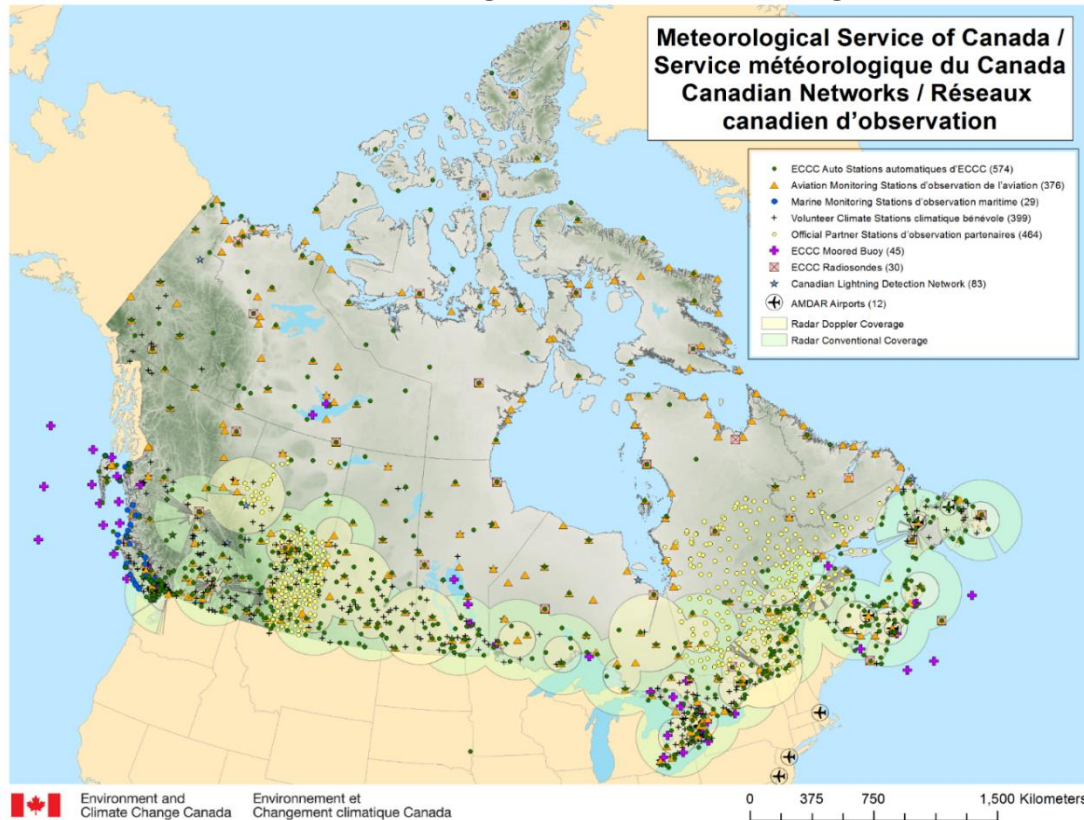 Meteorological Service of Canada /
Service météorologique du Canada
Canadian Networks / Réseaux
canadien d'observation
ECCC Auto Stations automatiques d'ECCC (574)
Aviation Monitoring Stations d'observation de l'aviation (376)
Marine Monitoring Stations d'observation maritime (29)
Volunteer Climate Stations climatique bénévole (399)
Official Partner Stations d'observation partenaires (464)
ECCC Moored Buoy (45)
ECCC Radiosondes (30)
Canadian Lightning Detection Network (83)
AMDAR Airports (12)
Radar Doppler Coverage
Radar Conventional Coverage
Environment and
Climate Change Canada
Environnement et
Changement climatique Canada
0 375 750 1,500 Kilometers